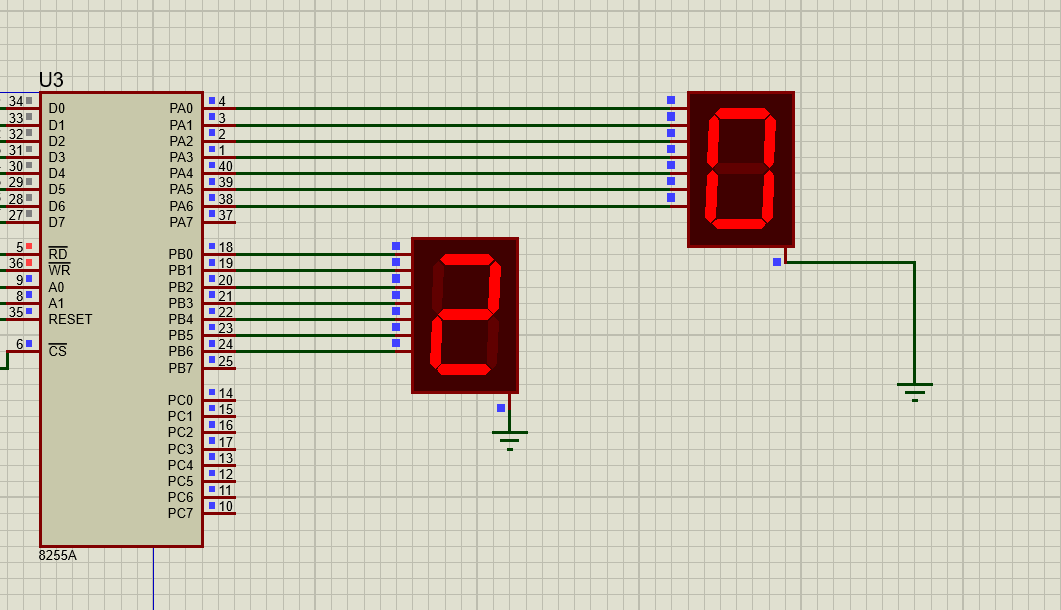 U3
34 D0 PA0 4
33 D1 PA1 3
32 D2 PA2 2
31 D3 PA3 1
30 D4 PA4 40
29 D5 PA5 39
28 D6 PA6 38
27 D7 PA7 37
5 RD PB0 18
36 WR PB1 19
9 A0 PB2 20
8 A1 PB3 21
35 RESET PB4 22
PB5 23
6 CS PB6 24
PB7 25
PC0 14
PC1 15
PC2 16
PC3 17
PC4 13
PC5 12
PC6 11
PC7 10
8255A
0
2